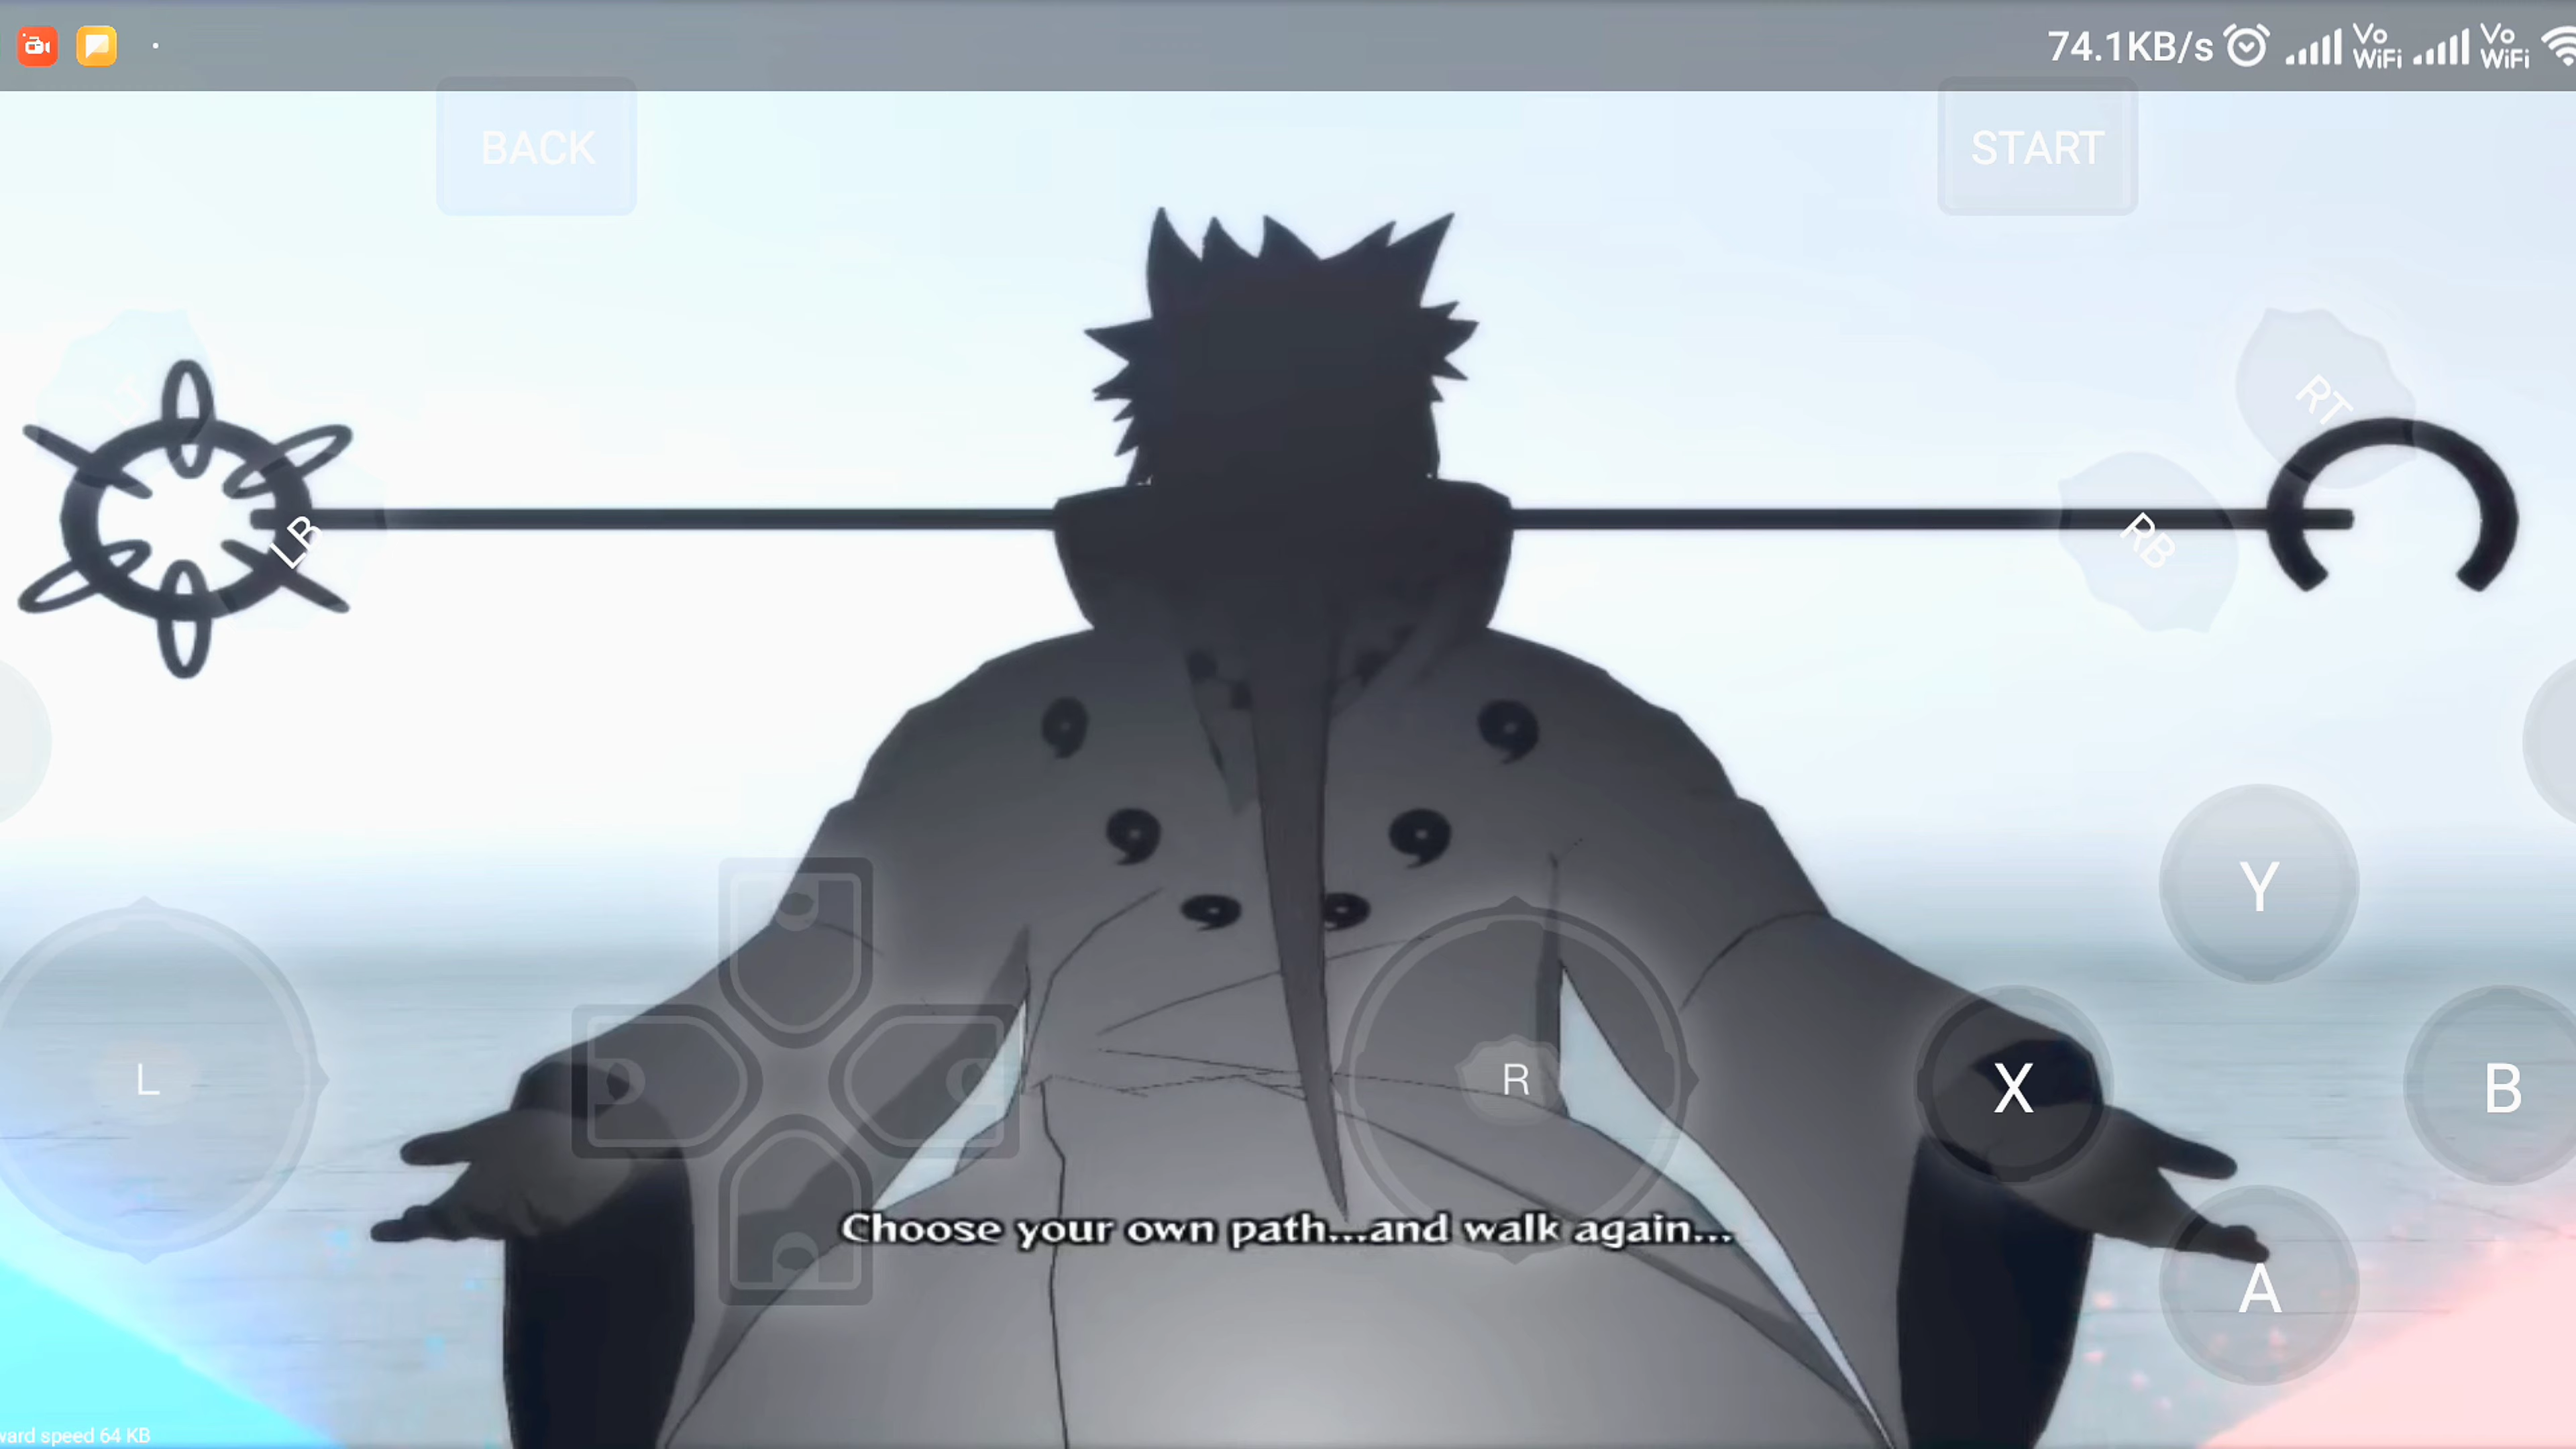 74.1KB/s Vo WiFi Vo WiFi
BACK START
RT
LB RB
Y
L R X B
Choose your own path...and walk again...
A
ward speed 64 KB